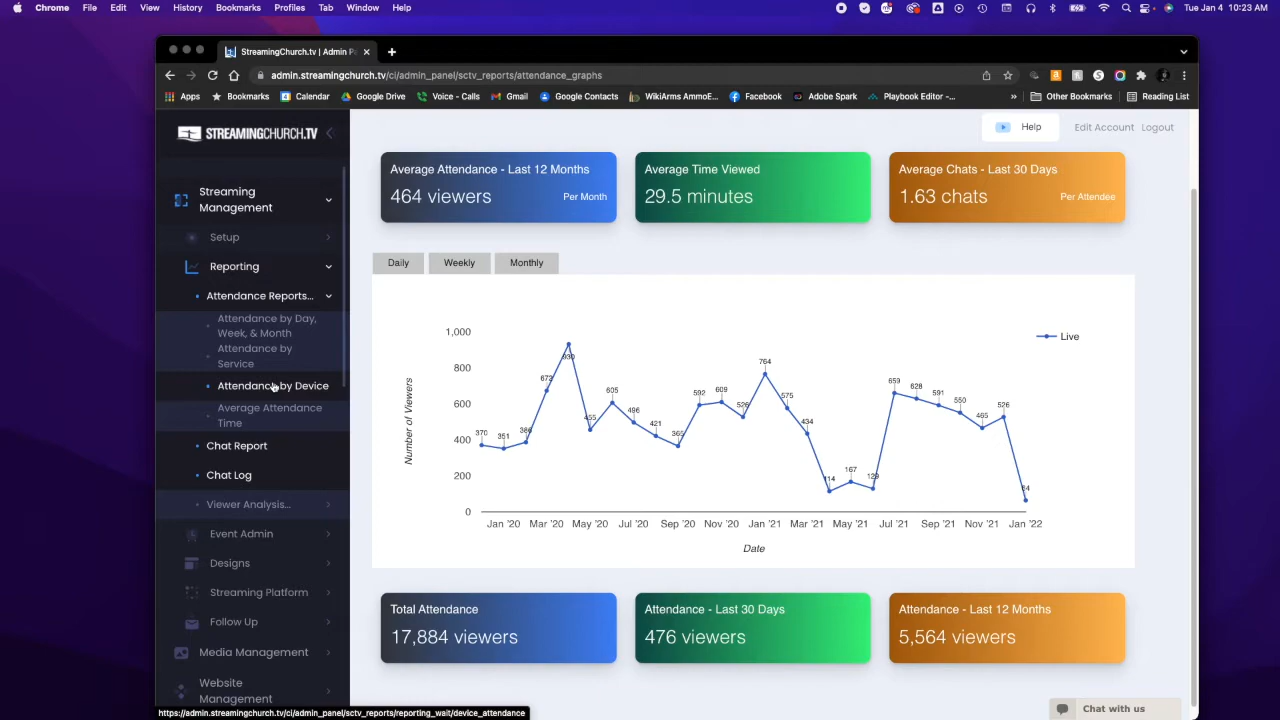 Chrome File Edit View History Bookmarks Profiles Tab Window Help Tue Jan 4 10:23 AM
StreamingChurch.tv | Admin P
admin.streamingchurch.tv/ci/admin_panel/sctv_reports/attendance_graphs
Apps Bookmarks Calendar Google Drive Voice - Calls Gmail Google Contacts WikiArms AmmoE... Facebook Adobe Spark Playbook Editor -... » Other Bookmarks Reading List
STREAMINGCHURCH.TV
Help Edit Account Logout
Streaming
Management
Setup
Reporting
Attendance Reports...
Attendance by Day,
Week, & Month
Attendance by
Service
Attendance by Device
Average Attendance
Time
Chat Report
Chat Log
Viewer Analysis...
Event Admin
Designs
Streaming Platform
Follow Up
Media Management
Website
Management
Average Attendance - Last 12 Months
464 viewers Per Month
Average Time Viewed
29.5 minutes
Average Chats - Last 30 Days
1.63 chats Per Attendee
Daily Weekly Monthly
Number of Viewers
1,000
800
600
400
200
0
370 351 386 672 930 455 605 496 421 365 592 609 526 764 575 434 114 167 129 659 628 591 550 465 526 64
Live
Jan '20 Mar '20 May '20 Jul '20 Sep '20 Nov '20 Jan '21 Mar '21 May '21 Jul '21 Sep '21 Nov '21 Jan '22
Date
Total Attendance
17,884 viewers
Attendance - Last 30 Days
476 viewers
Attendance - Last 12 Months
5,564 viewers
Chat with us
https://admin.streamingchurch.tv/ci/admin_panel/sctv_reports/reporting_wait/device_attendance